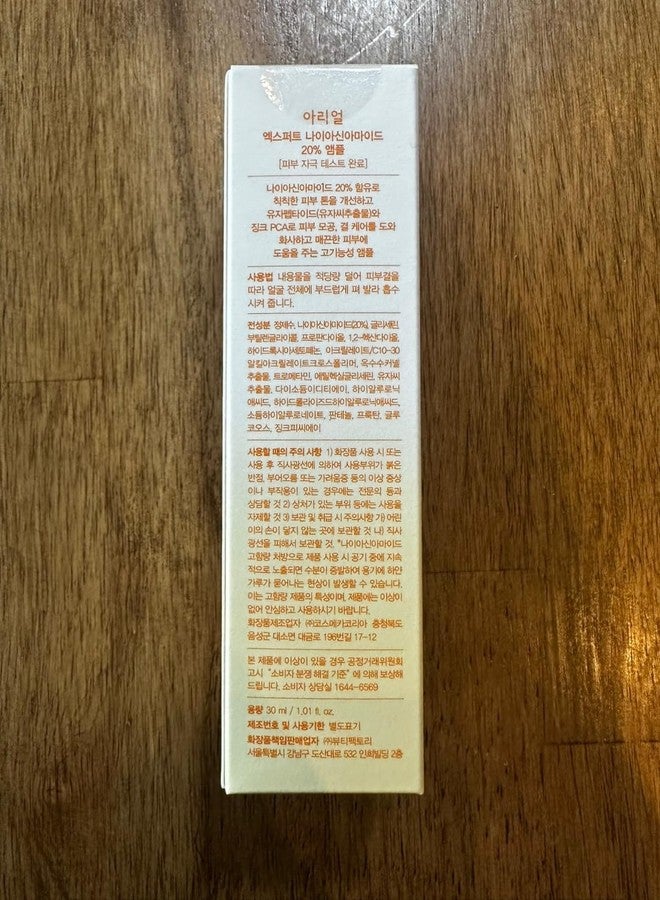 아리얼
엑스퍼트 나이아신아마이드
20% 앰플
[피부 자극 테스트 완료]
나이아신아마이드 20% 함유로
칙칙한 피부 톤을 개선하고
유자펩타이드(유자씨추출물)와
징크 PCA로 피부 모공, 결 케어를 도와
화사하고 매끈한 피부에
도움을 주는 고기능성 앰플
사용법 내용물을 적당량 덜어 피부결을
따라 얼굴 전체에 부드럽게 펴 발라 흡수
시켜 줍니다.
전성분 정제수, 나이아신아마이드(20%), 글리세린,
부틸렌글라이콜, 프로판다이올, 1,2-헥산다이올,
하이드록시아세토페논, 아크릴레이트/C10-30
알킬아크릴레이트크로스폴리머, 옥수수커넬
추출물, 트로메타민, 에틸헥실글리세린, 유자씨
추출물, 다이소듐이디티에이, 하이알루로닉
애씨드, 하이드롤라이즈드하이알루로닉애씨드,
소듐하이알루로네이트, 판테놀, 프룩탄, 글루
코오스, 징크피씨에이
사용할 때의 주의 사항 1) 화장품 사용 시 또는
사용 후 직사광선에 의하여 사용부위가 붉은
반점, 부어오름 또는 가려움증 등의 이상 증상
이나 부작용이 있는 경우에는 전문의 등과
상담할 것 2) 상처가 있는 부위 등에는 사용을
자제할 것 3) 보관 및 취급 시 주의사항 가) 어린
이의 손이 닿지 않는 곳에 보관할 것 나) 직사
광선을 피해서 보관할 것. *나이아신아마이드
고함량 처방으로 제품 사용 시 공기 중에 지속
적으로 노출되면 수분이 증발하여 용기에 하얀
가루가 묻어나는 현상이 발생할 수 있습니다.
이는 고함량 제품의 특성이며, 제품에는 이상이
없어 안심하고 사용하시기 바랍니다.
화장품제조업자 ㈜코스메카코리아 충청북도
음성군 대소면 대금로 196번길 17-12
본 제품에 이상이 있을 경우 공정거래위원회
고시 "소비자 분쟁 해결 기준" 에 의해 보상해
드립니다. 소비자 상담실 1644-6569
용량 30 ml / 1.01 fl. oz.
제조번호 및 사용기한 별도표기
화장품책임판매업자 ㈜뷰티팩토리
서울특별시 강남구 도산대로 532 인희빌딩 2층